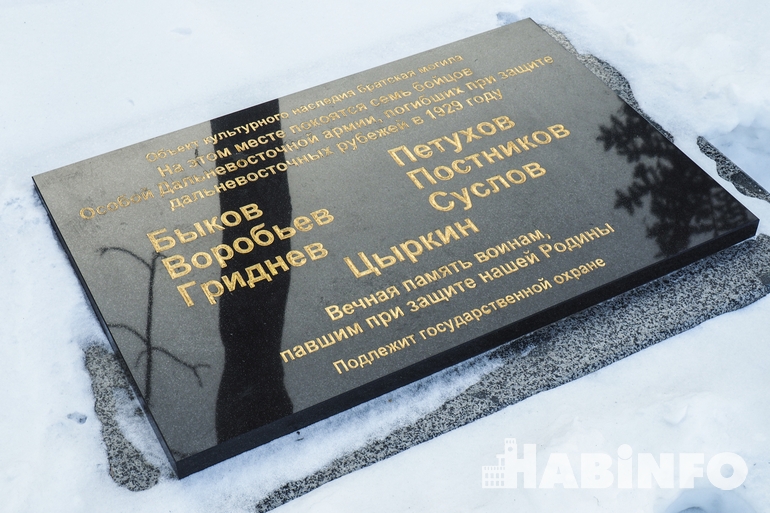 Объект культурного наследия братская могила
На этом месте покоятся семь бойцов
Особой Дальневосточной армии, погибших при защите
дальневосточных рубежей в 1929 году
Быков
Воробьев
Гриднев
Петухов
Постников
Суслов
Цыркин
Вечная память воинам,
павшим при защите нашей Родины
Подлежит государственной охране
HABINFO